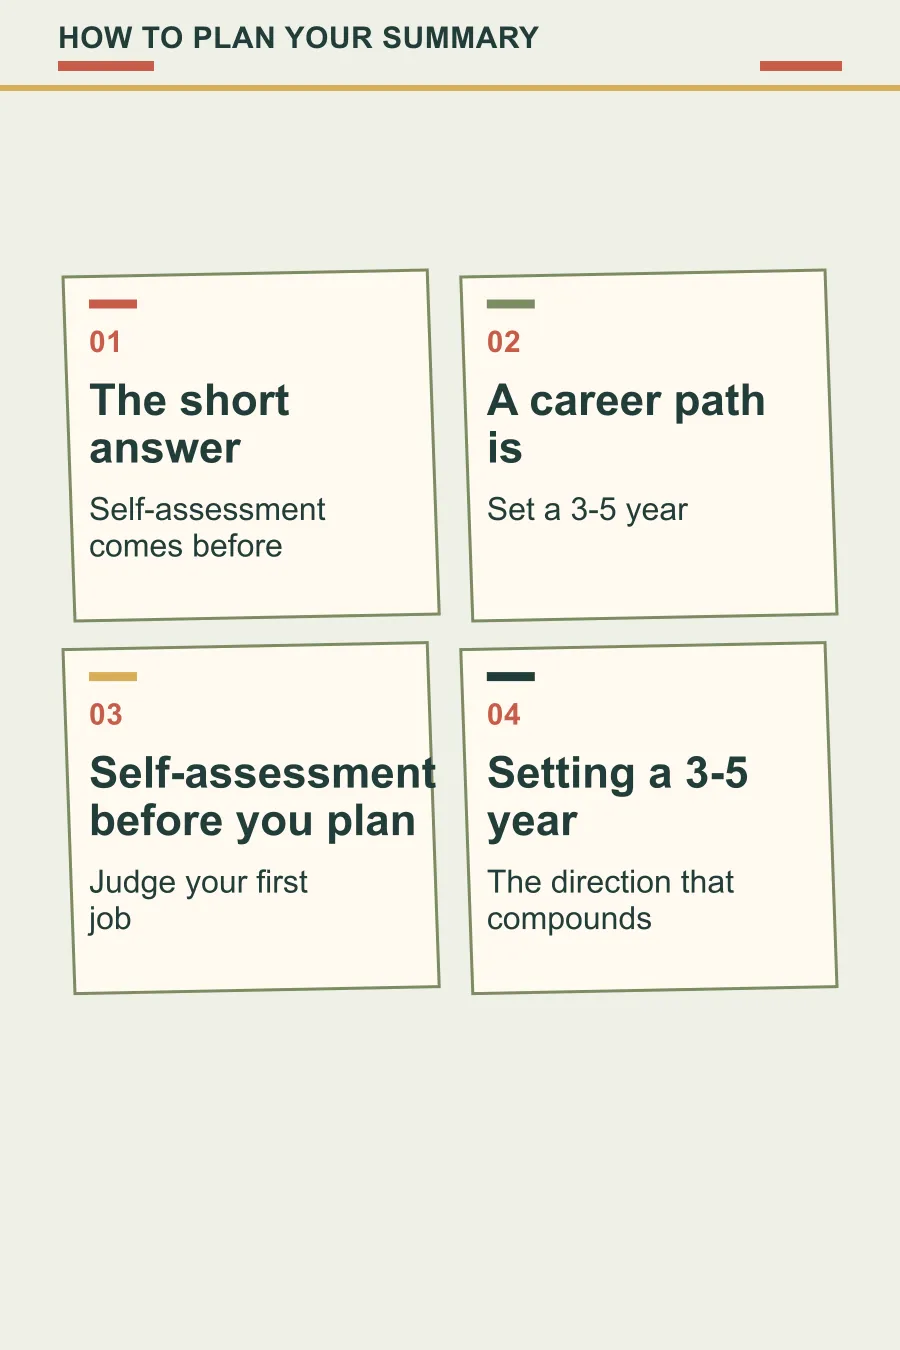 HOW TO PLAN YOUR SUMMARY
01
The short
answer
Self-assessment
comes before
02
A career path
is
Set a 3-5 year
03
Self-assessment
before you plan
Judge your first
job
04
Setting a 3-5
year
The direction that
compounds